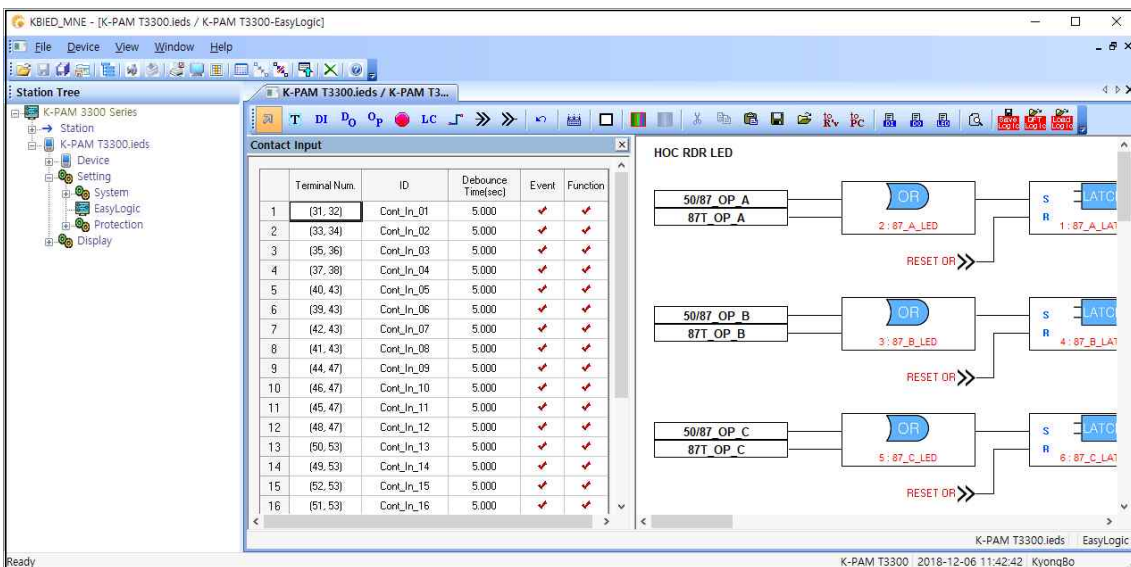 KBIED_MNE - [K-PAM T3300.ieds / K-PAM T3300-EasyLogic]
File Device View Window Help
Station Tree
K-PAM 3300 Series
Station
K-PAM T3300.ieds
Device
Setting
System
EasyLogic
Protection
Display
K-PAM T3300.ieds / K-PAM T3...
T DI DO OP LC RV PC Save Logic QFT Logic Load Logic
Contact Input
Terminal Num. ID Debounce Time(sec) Event Function
1 (31, 32) Cont_In_01 5.000
2 (33, 34) Cont_In_02 5.000
3 (35, 36) Cont_In_03 5.000
4 (37, 38) Cont_In_04 5.000
5 (40, 43) Cont_In_05 5.000
6 (39, 43) Cont_In_06 5.000
7 (42, 43) Cont_In_07 5.000
8 (41, 43) Cont_In_08 5.000
9 (44, 47) Cont_In_09 5.000
10 (46, 47) Cont_In_10 5.000
11 (45, 47) Cont_In_11 5.000
12 (48, 47) Cont_In_12 5.000
13 (50, 53) Cont_In_13 5.000
14 (49, 53) Cont_In_14 5.000
15 (52, 53) Cont_In_15 5.000
16 (51, 53) Cont_In_16 5.000
HOC RDR LED
50/87_OP_A
87T_OP_A
OR
2 : 87_A_LED
S
R
LATC
1 : 87_A_LAT
RESET OR
50/87_OP_B
87T_OP_B
OR
3 : 87_B_LED
S
R
LATC
4 : 87_B_LAT
RESET OR
50/87_OP_C
87T_OP_C
OR
5 : 87_C_LED
S
R
LATC
6 : 87_C_LAT
RESET OR
K-PAM T3300.ieds EasyLogic
Ready K-PAM T3300 2018-12-06 11:42:42 KyongBo